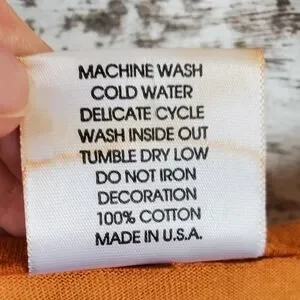 MACHINE WASH
COLD WATER
DELICATE CYCLE
WASH INSIDE OUT
TUMBLE DRY LOW
DO NOT IRON
DECORATION
100% COTTON
MADE IN U.S.A.